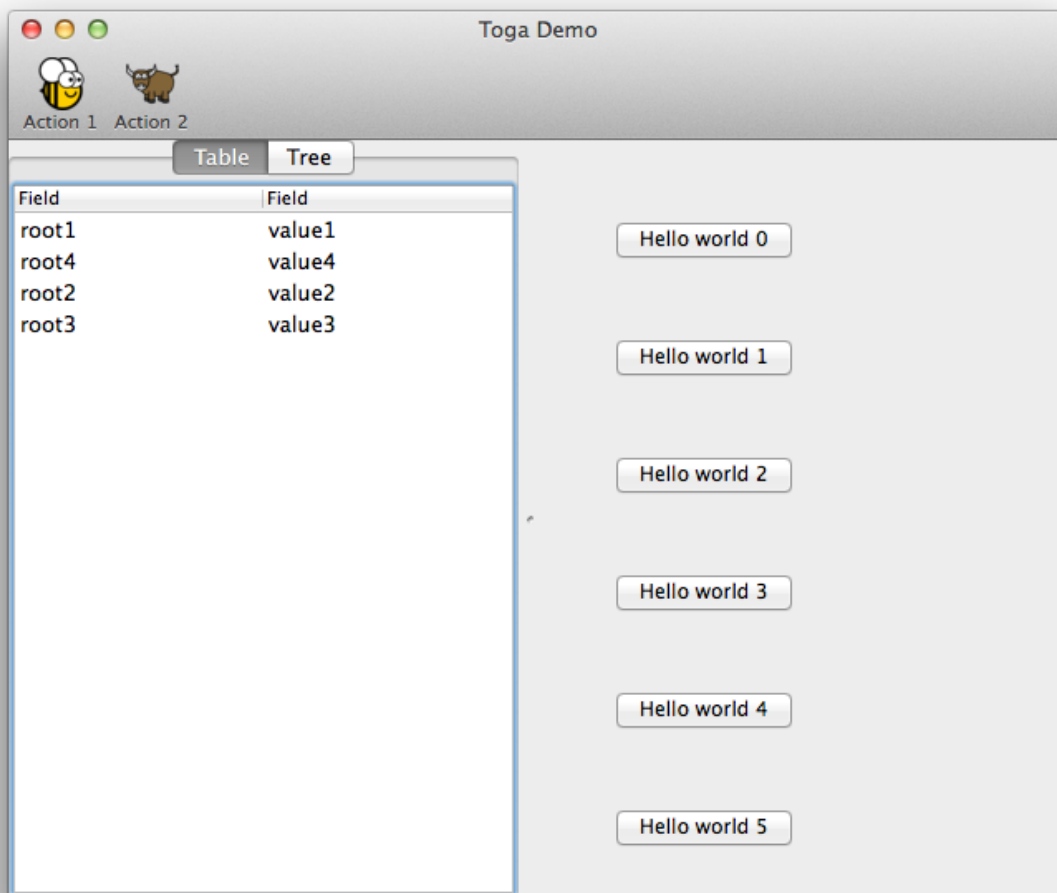 Toga Demo
Action 1 Action 2
Table Tree
Field Field
root1 value1
root4 value4
root2 value2
root3 value3
Hello world 0
Hello world 1
Hello world 2
Hello world 3
Hello world 4
Hello world 5